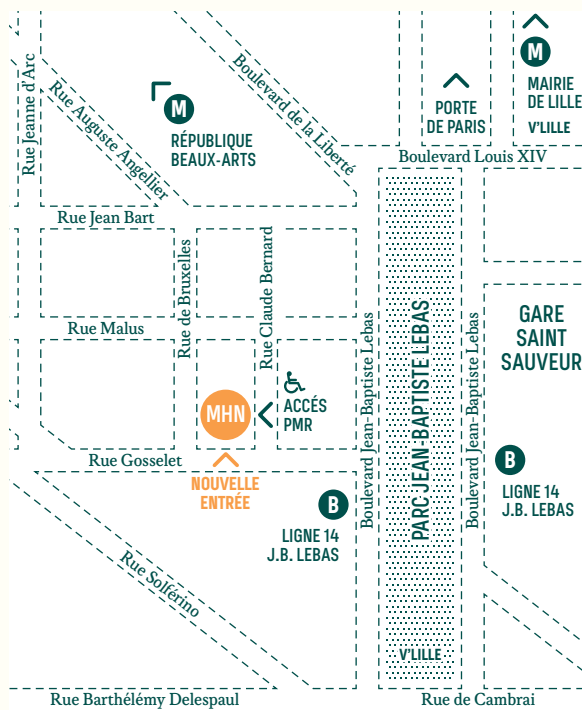 Rue Jeanne d'Arc
Rue Auguste Angellier
M
RÉPUBLIQUE
BEAUX-ARTS
Boulevard de la Liberté
PORTE
DE PARIS
M
MAIRIE
DE LILLE
V'LILLE
Boulevard Louis XIV
Rue Jean Bart
Rue de Bruxelles
Rue Claude Bernard
Rue Malus
Boulevard Jean-Baptiste Lebas
PARC JEAN-BAPTISTE LEBAS
Boulevard Jean-Baptiste Lebas
GARE
SAINT
SAUVEUR
MHN
ACCÉS
PMR
Rue Gosselet
NOUVELLE
ENTRÉE
B
LIGNE 14
J.B. LEBAS
B
LIGNE 14
J.B. LEBAS
Rue Solférino
V'LILLE
Rue Barthélémy Delespaul
Rue de Cambrai